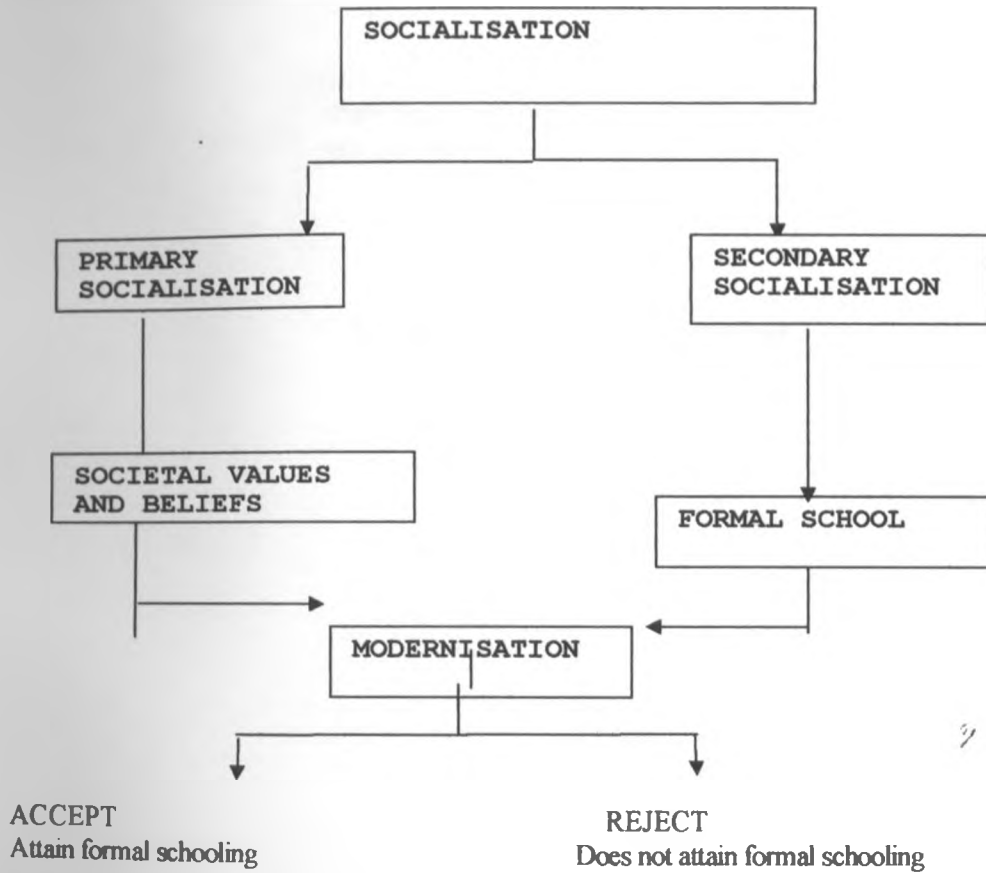 SOCIALISATION
PRIMARY
SOCIALISATION
SECONDARY
SOCIALISATION
SOCIETAL VALUES
AND BELIEFS
FORMAL SCHOOL
MODERNISATION
ACCEPT
Attain formal schooling
REJECT
Does not attain formal schooling